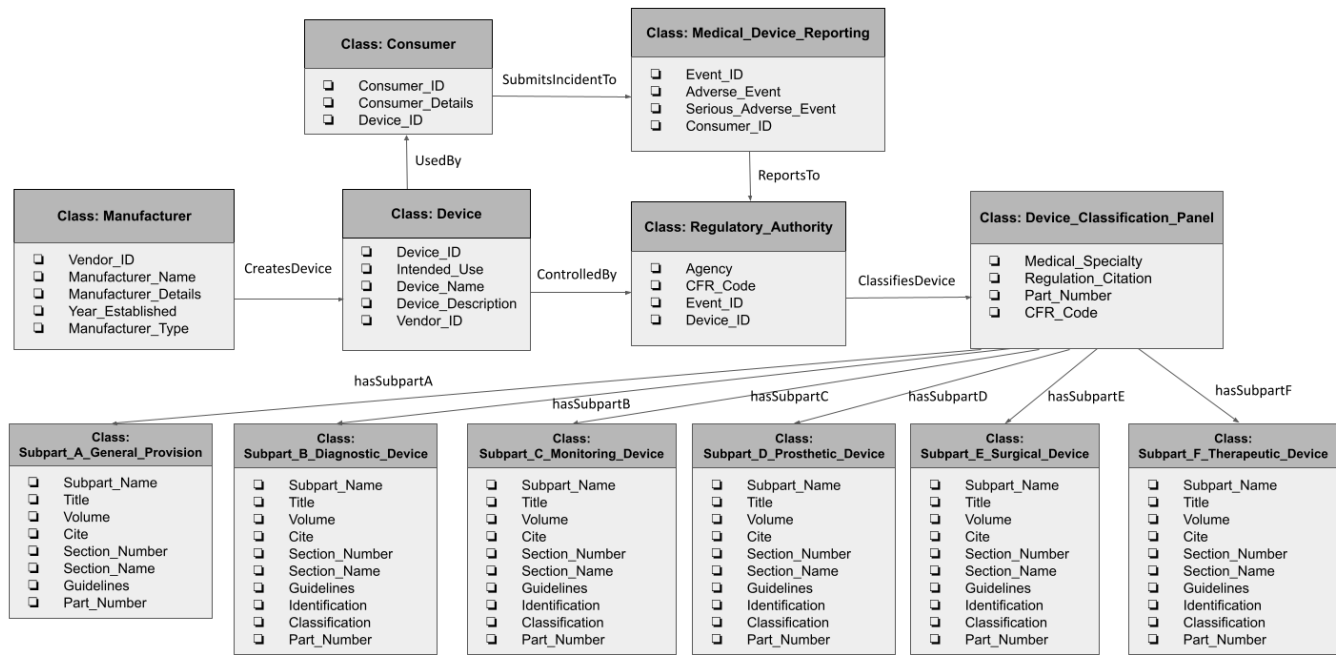 Class: Consumer
Consumer_ID
Consumer_Details
Device_ID
SubmitsIncidentTo
Class: Medical_Device_Reporting
Event_ID
Adverse_Event
Serious_Adverse_Event
Consumer_ID
UsedBy
ReportsTo
Class: Manufacturer
Vendor_ID
Manufacturer_Name
Manufacturer_Details
Year_Established
Manufacturer_Type
CreatesDevice
Class: Device
Device_ID
Intended_Use
Device_Name
Device_Description
Vendor_ID
ControlledBy
Class: Regulatory_Authority
Agency
CFR_Code
Event_ID
Device_ID
ClassifiesDevice
Class: Device_Classification_Panel
Medical_Specialty
Regulation_Citation
Part_Number
CFR_Code
hasSubpartA
hasSubpartB
hasSubpartC
hasSubpartD
hasSubpartE
hasSubpartF
Class:
Subpart_A_General_Provision
Subpart_Name
Title
Volume
Cite
Section_Number
Section_Name
Guidelines
Part_Number
Class:
Subpart_B_Diagnostic_Device
Subpart_Name
Title
Volume
Cite
Section_Number
Section_Name
Guidelines
Identification
Classification
Part_Number
Class:
Subpart_C_Monitoring_Device
Subpart_Name
Title
Volume
Cite
Section_Number
Section_Name
Guidelines
Identification
Classification
Part_Number
Class:
Subpart_D_Prosthetic_Device
Subpart_Name
Title
Volume
Cite
Section_Number
Section_Name
Guidelines
Identification
Classification
Part_Number
Class:
Subpart_E_Surgical_Device
Subpart_Name
Title
Volume
Cite
Section_Number
Section_Name
Guidelines
Identification
Classification
Part_Number
Class:
Subpart_F_Therapeutic_Device
Subpart_Name
Title
Volume
Cite
Section_Number
Section_Name
Guidelines
Identification
Classification
Part_Number